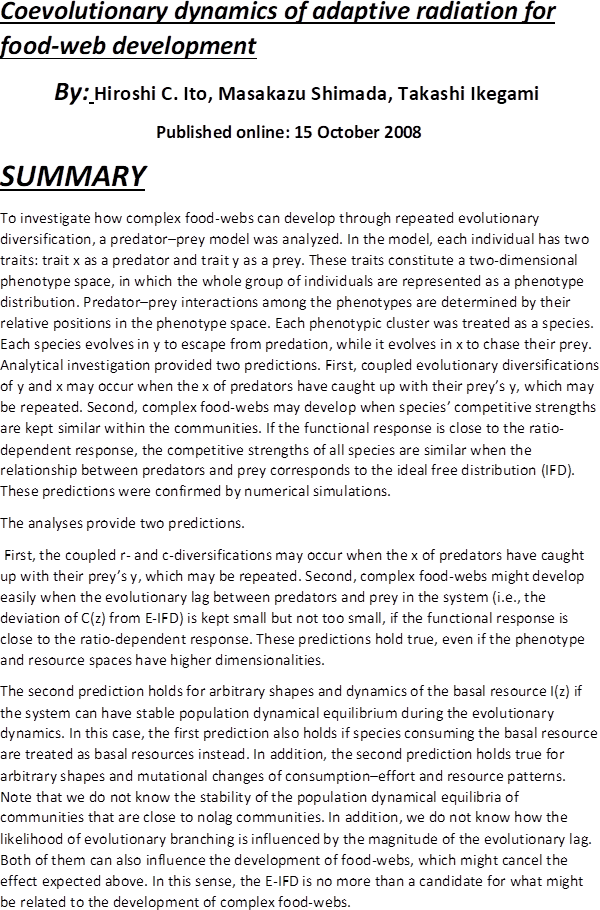 Coevolutionary dynamics of adaptive radiation for
food-web development
By: Hiroshi C. Ito, Masakazu Shimada, Takashi Ikegami
Published online: 15 October 2008
SUMMARY
To investigate how complex food-webs can develop through repeated evolutionary
diversification, a predator–prey model was analyzed. In the model, each individual has two
traits: trait x as a predator and trait y as a prey. These traits constitute a two-dimensional
phenotype space, in which the whole group of individuals are represented as a phenotype
distribution. Predator–prey interactions among the phenotypes are determined by their
relative positions in the phenotype space. Each phenotypic cluster was treated as a species.
Each species evolves in y to escape from predation, while it evolves in x to chase their prey.
Analytical investigation provided two predictions. First, coupled evolutionary diversifications
of y and x may occur when the x of predators have caught up with their prey's y, which may
be repeated. Second, complex food-webs may develop when species' competitive strengths
are kept similar within the communities. If the functional response is close to the ratio-
dependent response, the competitive strengths of all species are similar when the
relationship between predators and prey corresponds to the ideal free distribution (IFD).
These predictions were confirmed by numerical simulations.
The analyses provide two predictions.
First, the coupled r- and c-diversifications may occur when the x of predators have caught
up with their prey's y, which may be repeated. Second, complex food-webs might develop
easily when the evolutionary lag between predators and prey in the system (i.e., the
deviation of C(z) from E-IFD) is kept small but not too small, if the functional response is
close to the ratio-dependent response. These predictions hold true, even if the phenotype
and resource spaces have higher dimensionalities.
The second prediction holds for arbitrary shapes and dynamics of the basal resource I(z) if
the system can have stable population dynamical equilibrium during the evolutionary
dynamics. In this case, the first prediction also holds if species consuming the basal resource
are treated as basal resources instead. In addition, the second prediction holds true for
arbitrary shapes and mutational changes of consumption–effort and resource patterns.
Note that we do not know the stability of the population dynamical equilibria of
communities that are close to nolag communities. In addition, we do not know how the
likelihood of evolutionary branching is influenced by the magnitude of the evolutionary lag.
Both of them can also influence the development of food-webs, which might cancel the
effect expected above. In this sense, the E-IFD is no more than a candidate for what might
be related to the development of complex food-webs.